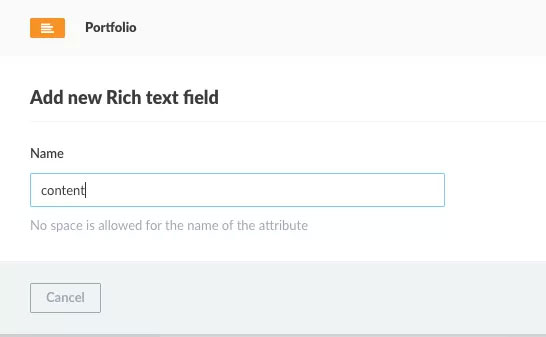 Portfolio
Add new Rich text field
Name
content
No space is allowed for the name of the attribute
Cancel